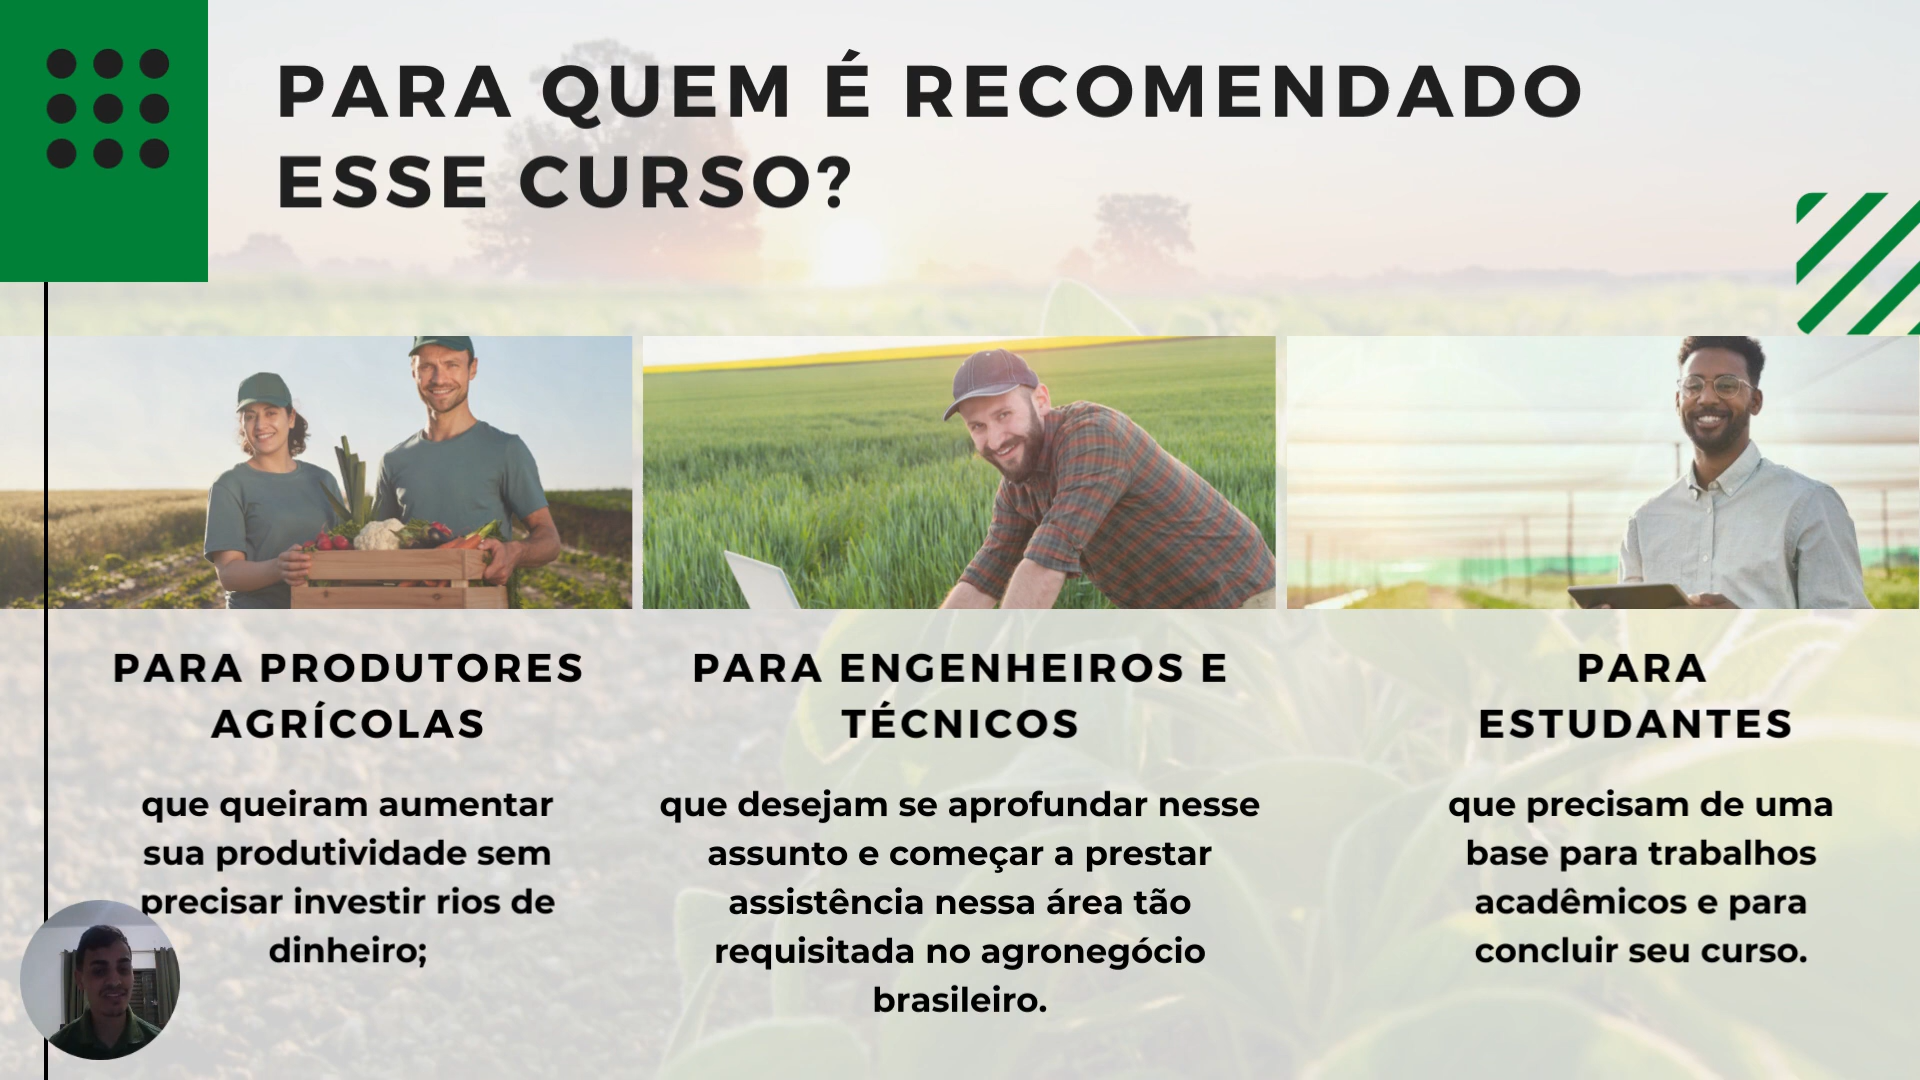 PARA QUEM É RECOMENDADO
ESSE CURSO?
PARA PRODUTORES
AGRÍCOLAS
que queiram aumentar
sua produtividade sem
precisar investir rios de
dinheiro;
PARA ENGENHEIROS E
TÉCNICOS
que desejam se aprofundar nesse
assunto e começar a prestar
assistência nessa área tão
requisitada no agronegócio
brasileiro.
PARA
ESTUDANTES
que precisam de uma
base para trabalhos
acadêmicos e para
concluir seu curso.